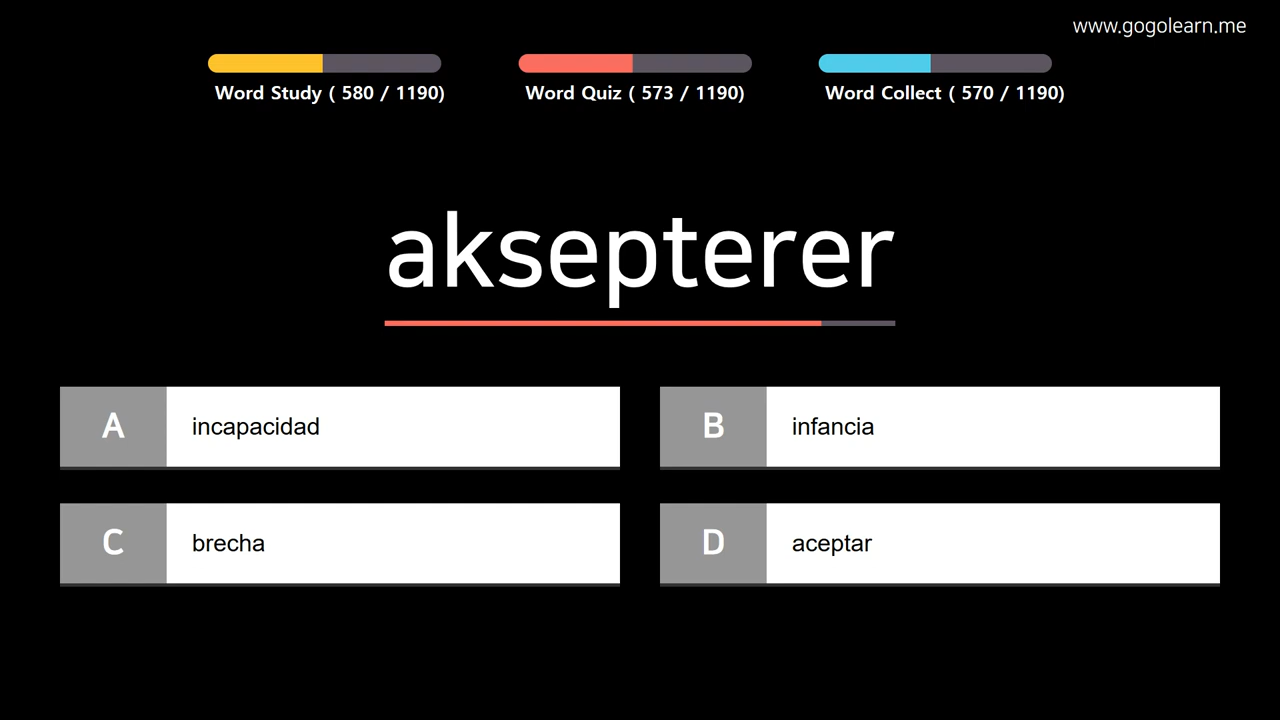 www.gogolearn.me
Word Study ( 580 / 1190)
Word Quiz ( 573 / 1190)
Word Collect ( 570 / 1190)
aksepterer
A incapacidad
B infancia
C brecha
D aceptar